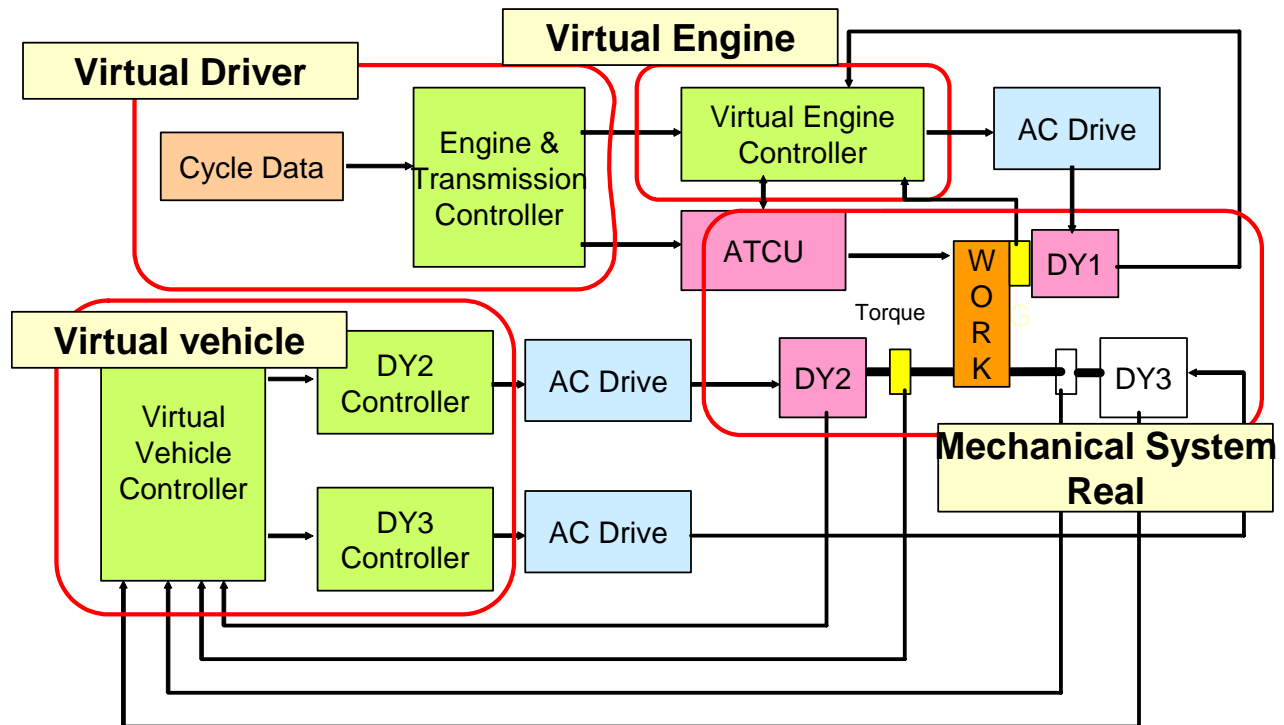 Virtual Engine
Virtual Driver
Cycle Data
Engine &
Transmission
Controller
Virtual Engine
Controller
AC Drive
ATCU
W
O
R
K
DY1
Torque
G
Virtual vehicle
Virtual
Vehicle
Controller
DY2
Controller
AC Drive
DY2
DY3
Mechanical System
Real
DY3
Controller
AC Drive